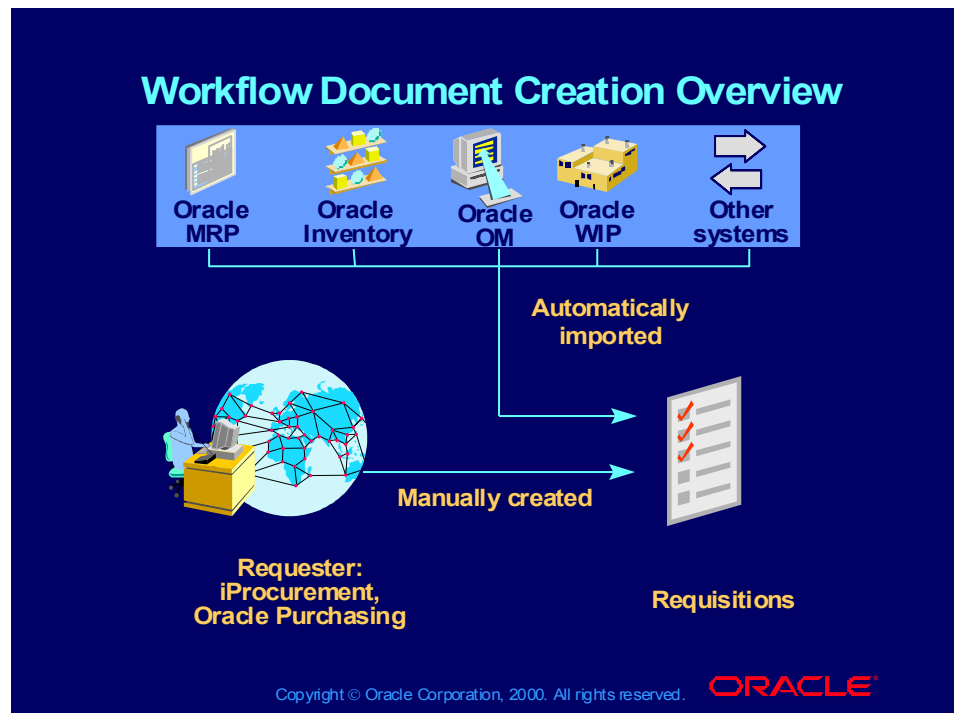 Workflow Document Creation Overview
Oracle
MRP
Oracle
Inventory
Oracle
OM
Oracle
WIP
Other
systems
Automatically
imported
Manually created
Requester:
iProcurement,
Oracle Purchasing
Requisitions
Copyright © Oracle Corporation, 2000. All rights reserved.
ORACLE®